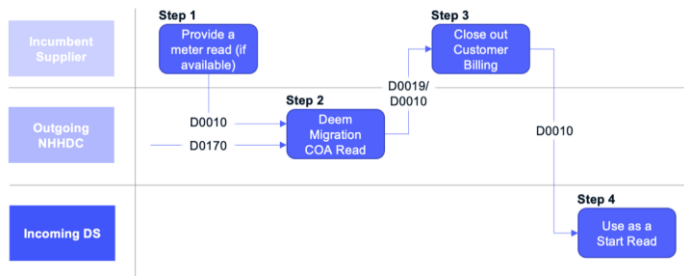 Step 1
Step 3
Incumbent
Supplier
Provide a
meter read (if
available)
Close out
Customer
Billing
D0019/
D0010
Step 2
Outgoing
NHHDC
D0010
D0170
Deem
Migration
COA Read
D0010
Step 4
Incoming DS
Use as a
Start Read